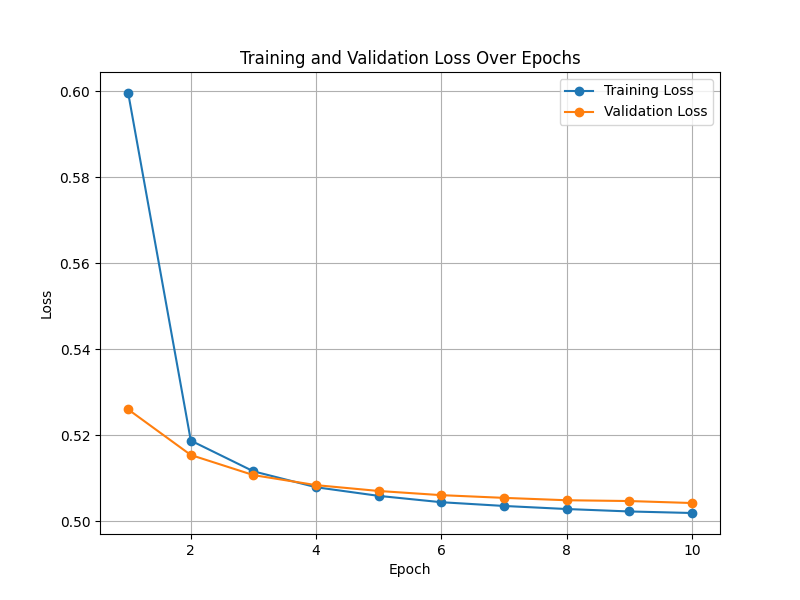 Training and Validation Loss Over Epochs
Training Loss
Validation Loss
0.60
0.58
0.56
0.54
0.52
0.50
Loss
2 4 6 8 10
Epoch